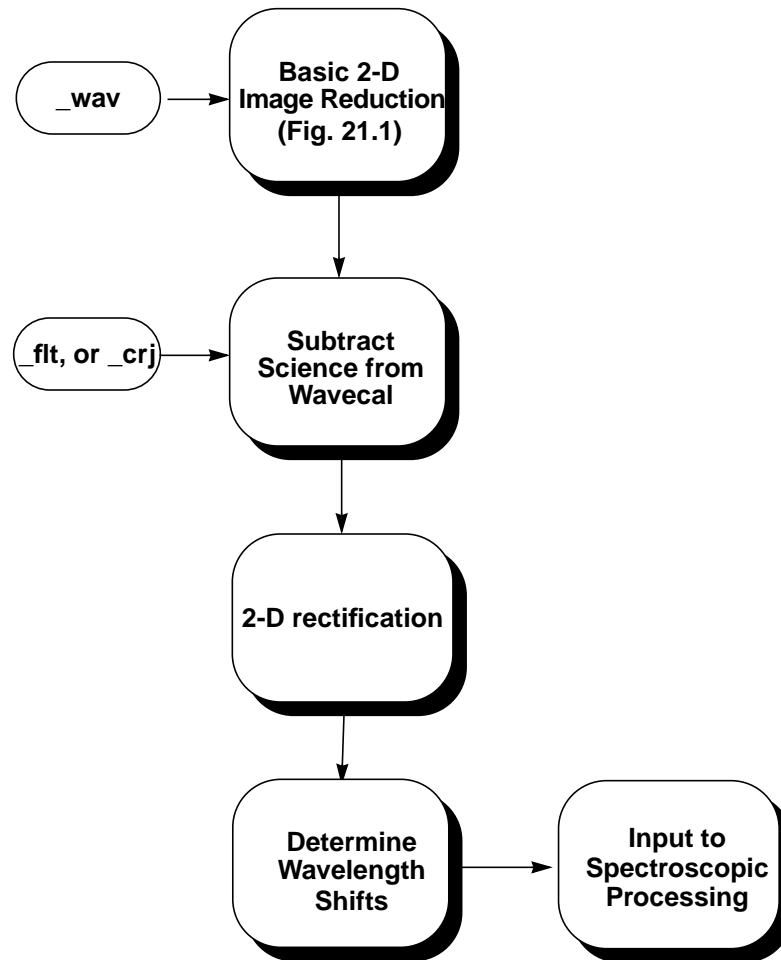 _wav
Basic 2-D
Image Reduction
(Fig. 21.1)
_flt, or _crj
Subtract
Science from
Wavecal
2-D rectification
Determine
Wavelength
Shifts
Input to
Spectroscopic
Processing